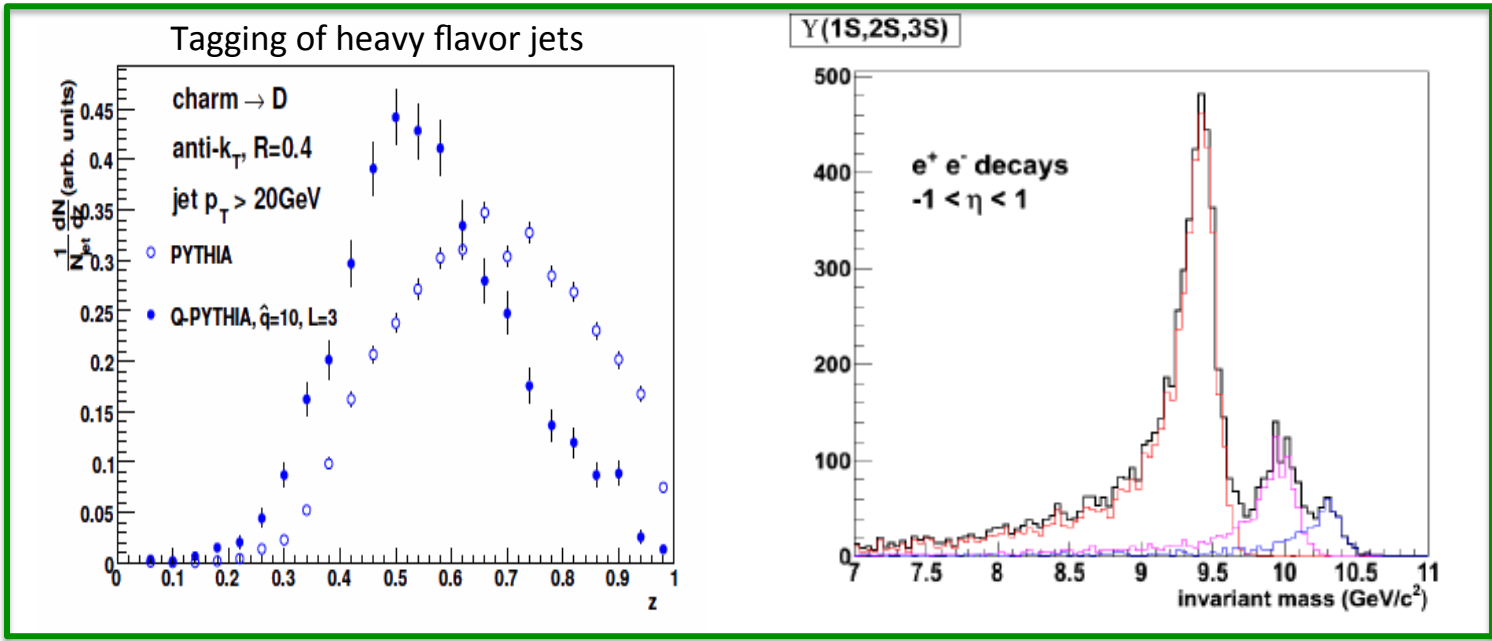 Tagging of heavy flavor jets
charm → D
anti-k_T, R=0.4
jet p_T > 20GeV
PYTHIA
Q-PYTHIA, q̂=10, L=3
1/N_jet dN/dz (arb. units)
0.45
0.4
0.35
0.3
0.25
0.2
0.15
0.1
0.05
0
0 0.1 0.2 0.3 0.4 0.5 0.6 0.7 0.8 0.9 1
z
ϒ(1S,2S,3S)
500
400
300
200
100
0
e⁺ e⁻ decays
-1 < η < 1
7 7.5 8 8.5 9 9.5 10 10.5 11
invariant mass (GeV/c²)